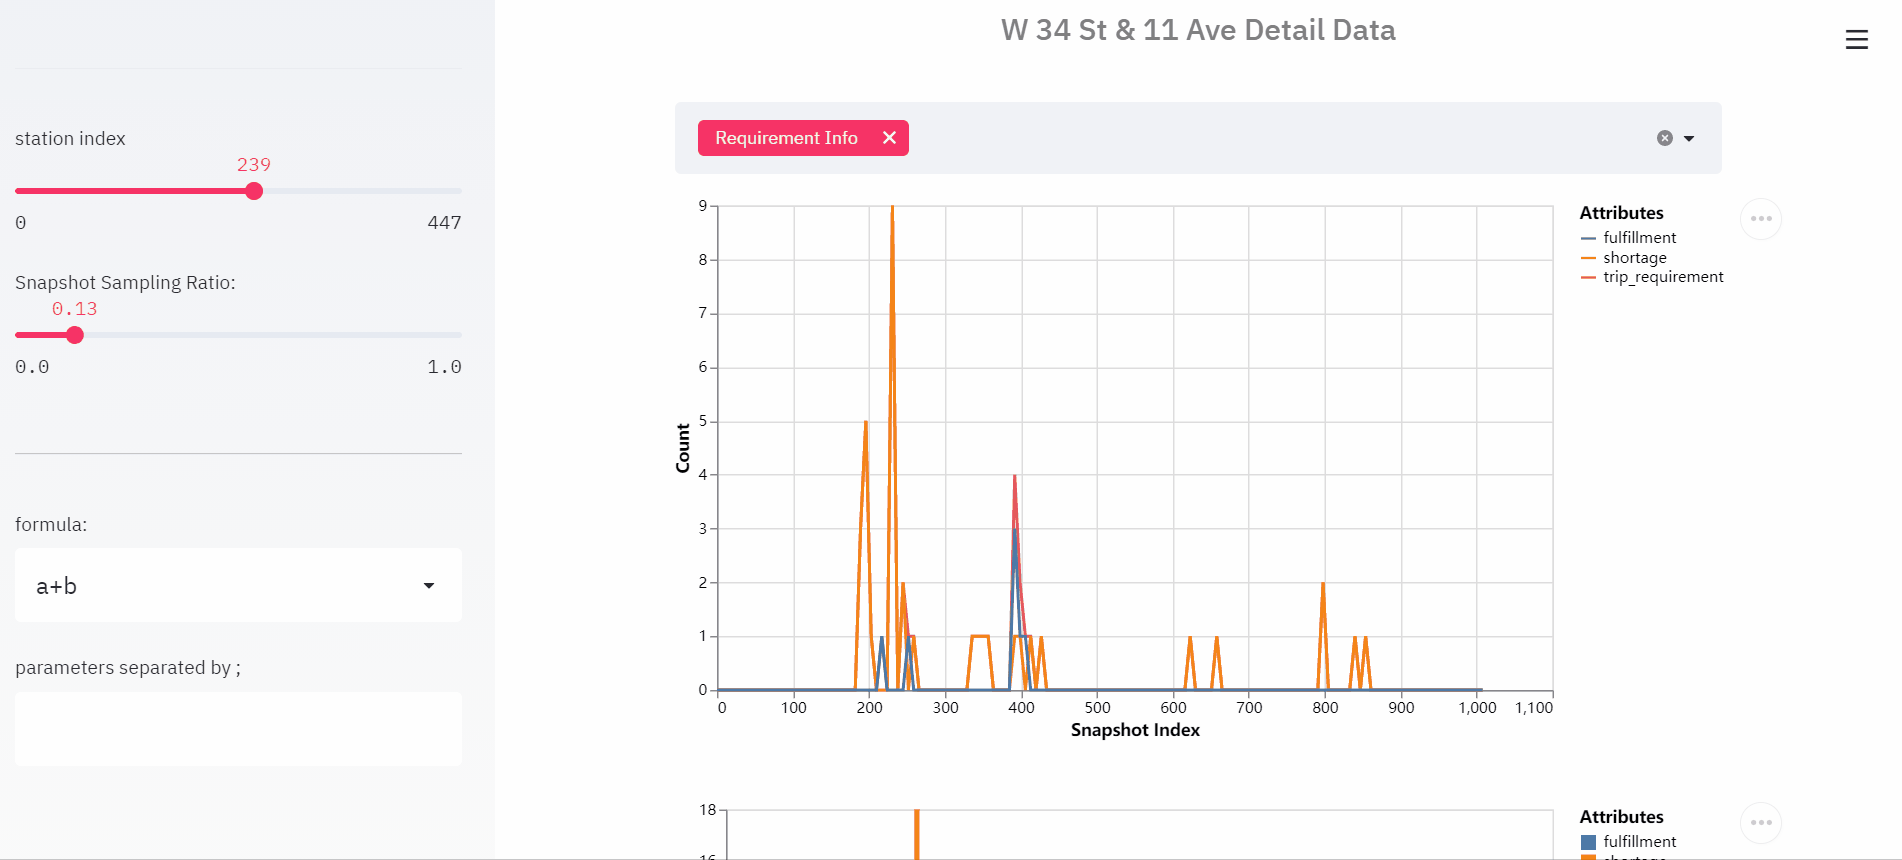 W 34 St & 11 Ave Detail Data
station index
239
0
447
Snapshot Sampling Ratio:
0.13
0.0
1.0
formula:
a+b
parameters separated by ;
Requirement Info
9
8
7
6
5
4
3
2
1
0
Count
0 100 200 300 400 500 600 700 800 900 1,000 1,100
Snapshot Index
Attributes
fulfillment
shortage
trip_requirement
18
16
Attributes
fulfillment
shortage